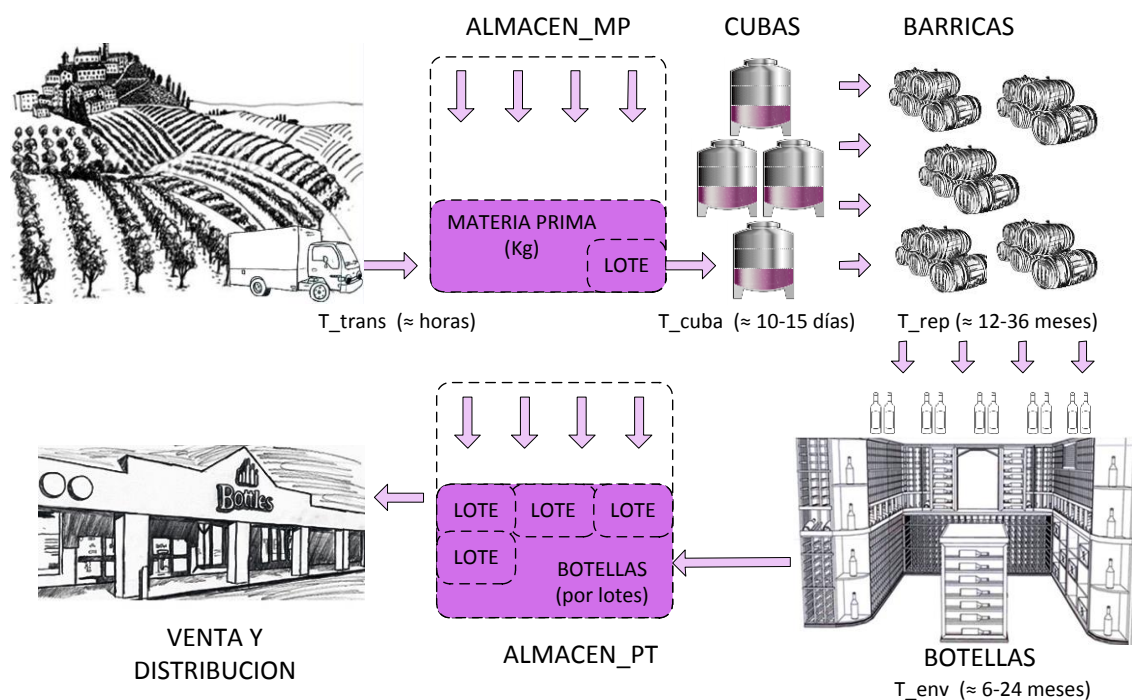 ALMACEN_MP
CUBAS
BARRICAS
MATERIA PRIMA
(Kg)
LOTE
T_trans (≈ horas)
T_cuba (≈ 10-15 días)
T_rep (≈ 12-36 meses)
Bottles
LOTE
LOTE
LOTE
LOTE
BOTELLAS
(por lotes)
VENTA Y
DISTRIBUCION
ALMACEN_PT
BOTELLAS
T_env (≈ 6-24 meses)